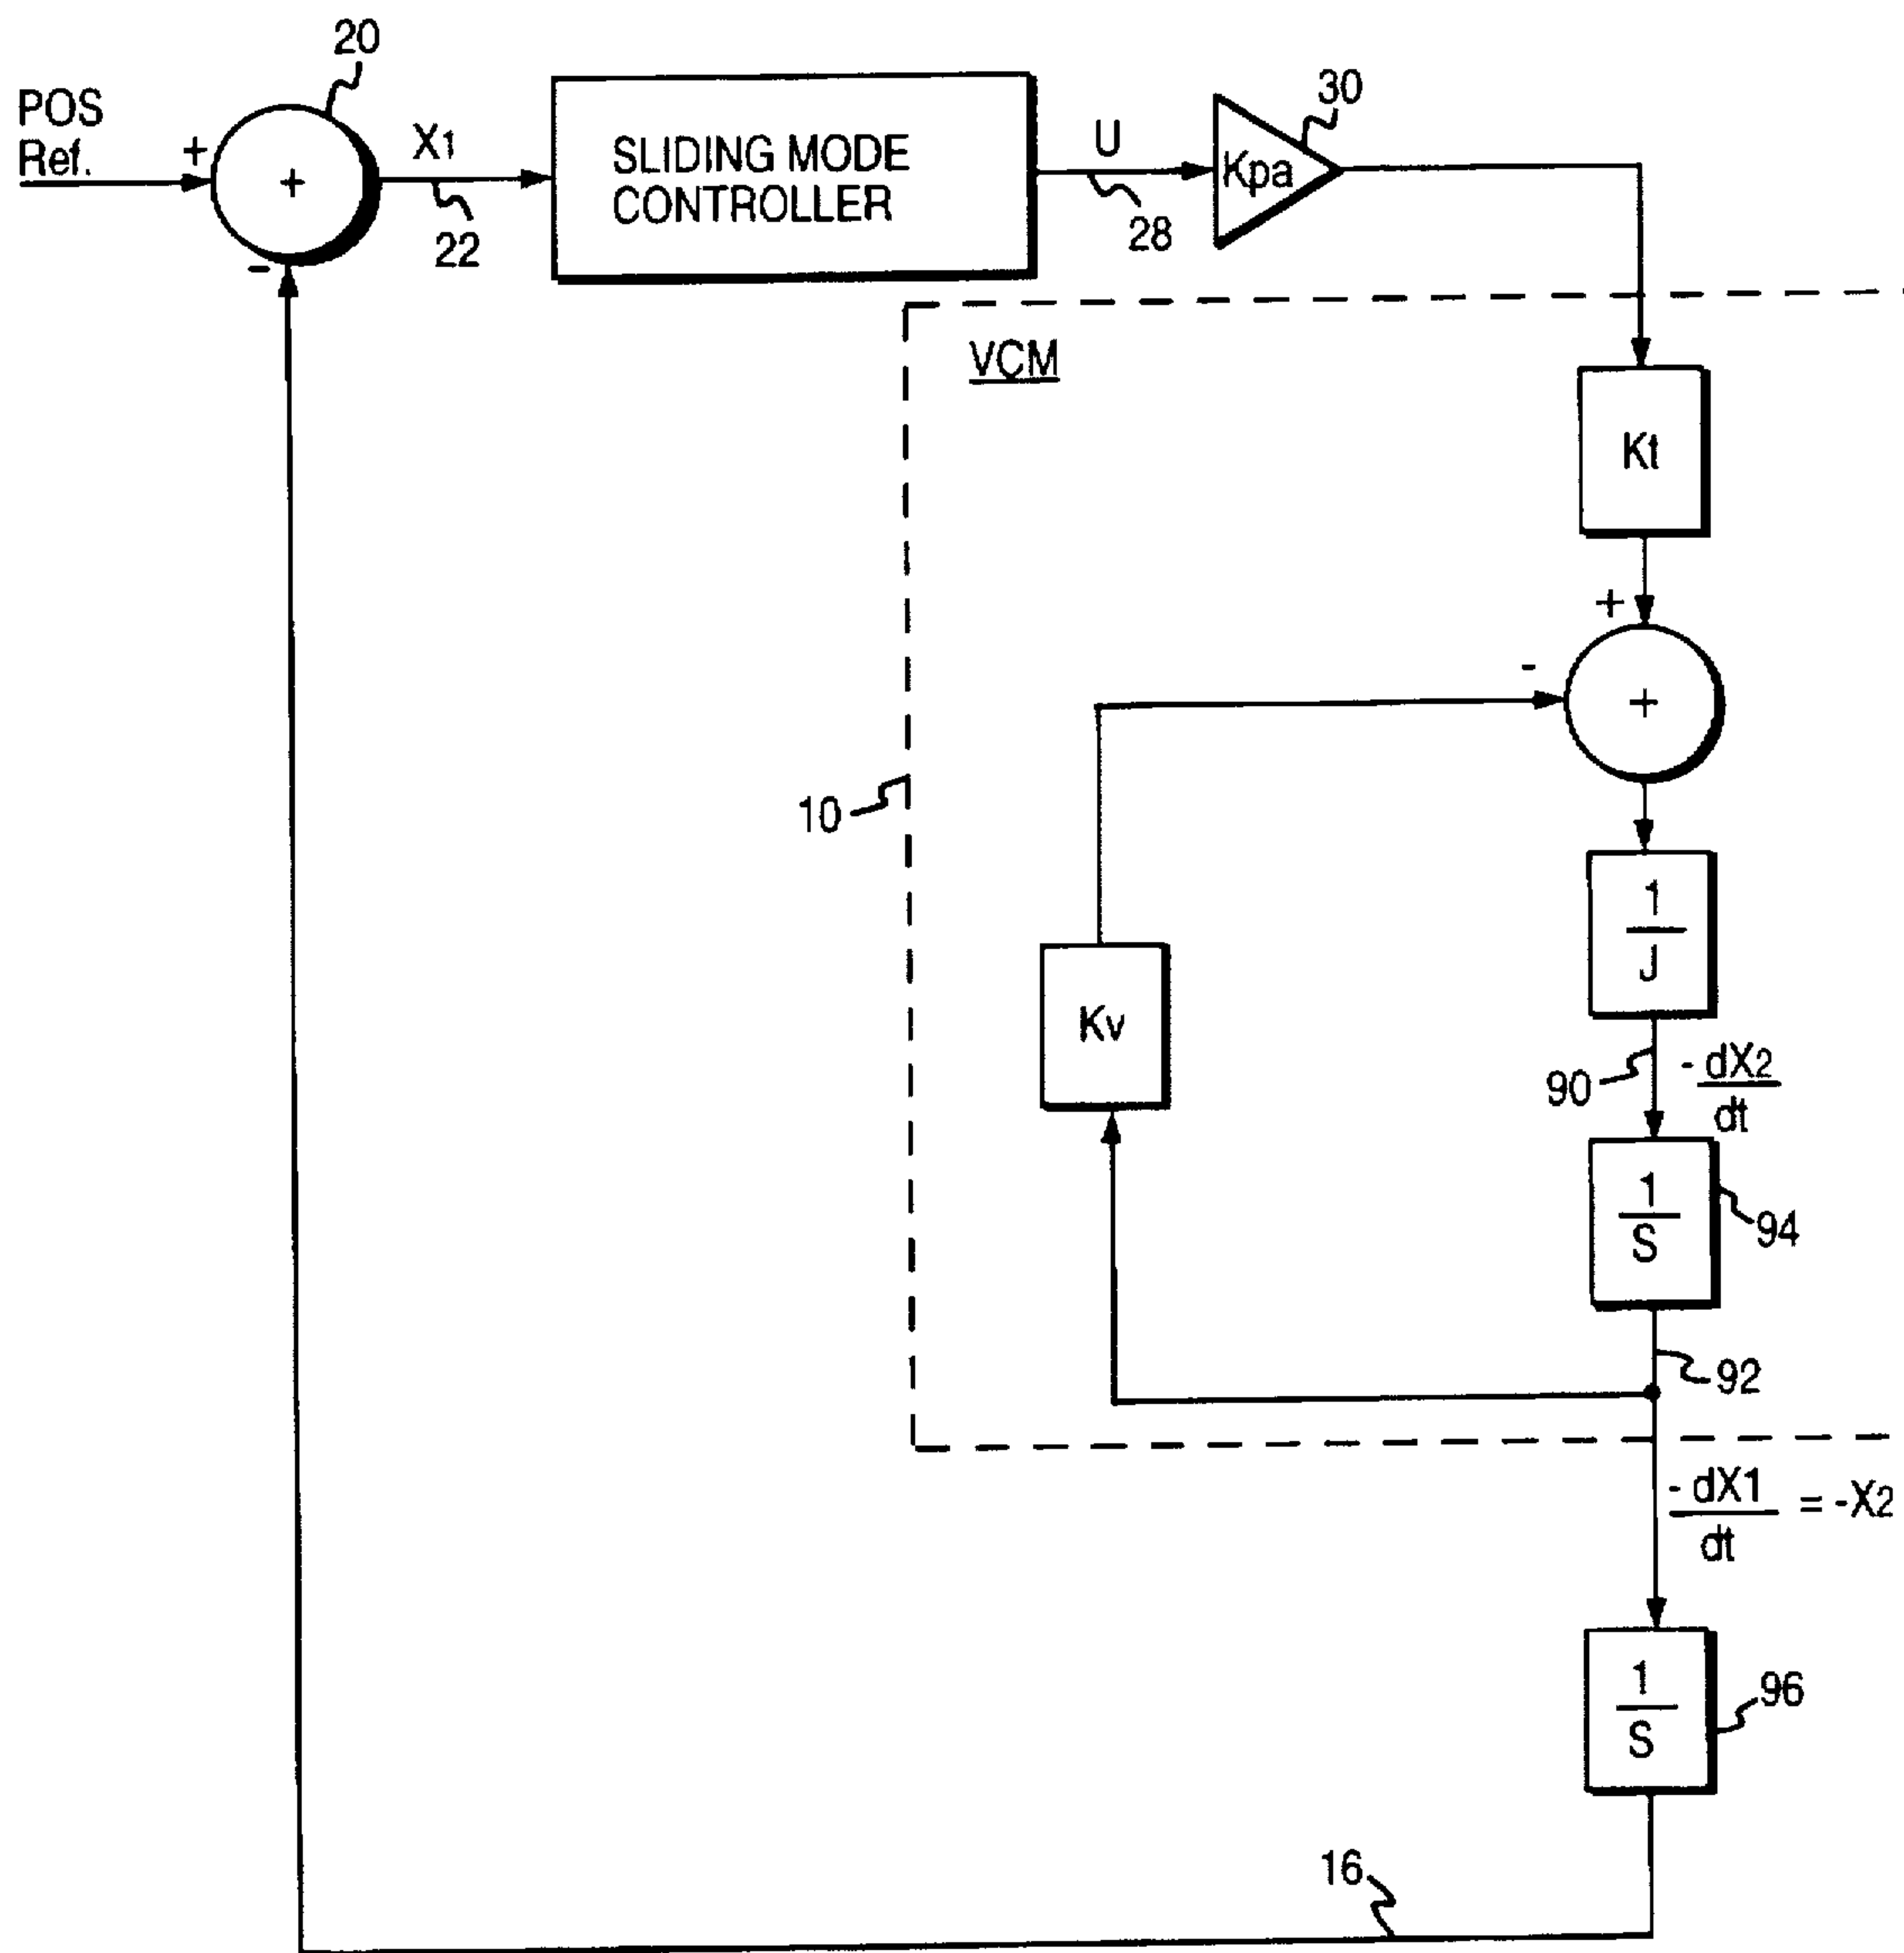 20
POS
Ref.
+
+
-
X1
22
SLIDING MODE
CONTROLLER
U
28
30
Kpa
VCM
Kt
+
-
+
10
1
J
Kv
90
- dX2
dt
1
S
94
92
- dX1
dt
= -X2
1
S
96
16